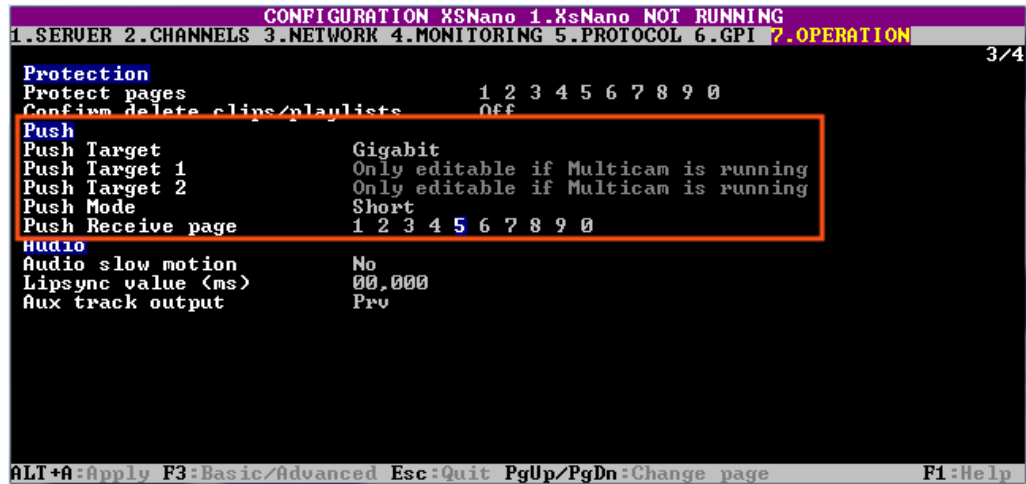 CONFIGURATION XSNano 1.XsNano NOT RUNNING
1.SERVER 2.CHANNELS 3.NETWORK 4.MONITORING 5.PROTOCOL 6.GPI 7.OPERATION
3/4
Protection
Protect pages 1 2 3 4 5 6 7 8 9 0
Confirm delete clips/playlists Off
Push
Push Target Gigabit
Push Target 1 Only editable if Multicam is running
Push Target 2 Only editable if Multicam is running
Push Mode Short
Push Receive page 1 2 3 4 5 6 7 8 9 0
Audio
Audio slow motion No
Lipsync value (ms) 00,000
Aux track output Prv
ALT+A:Apply F3:Basic/Advanced Esc:Quit PgUp/PgDn:Change page F1:Help